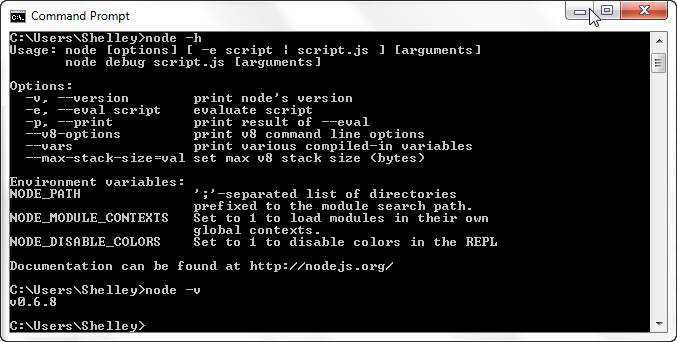 Command Prompt
C:\Users\Shelley>node -h
Usage: node [options] [ -e script | script.js ] [arguments]
       node debug script.js [arguments]

Options:
  -v, --version        print node's version
  -e, --eval script    evaluate script
  -p, --print          print result of --eval
  --v8-options         print v8 command line options
  --vars               print various compiled-in variables
  --max-stack-size=val set max v8 stack size (bytes)

Environment variables:
NODE_PATH              ';'-separated list of directories
                       prefixed to the module search path.
NODE_MODULE_CONTEXTS   Set to 1 to load modules in their own
                       global contexts.
NODE_DISABLE_COLORS    Set to 1 to disable colors in the REPL

Documentation can be found at http://nodejs.org/

C:\Users\Shelley>node -v
v0.6.8

C:\Users\Shelley>